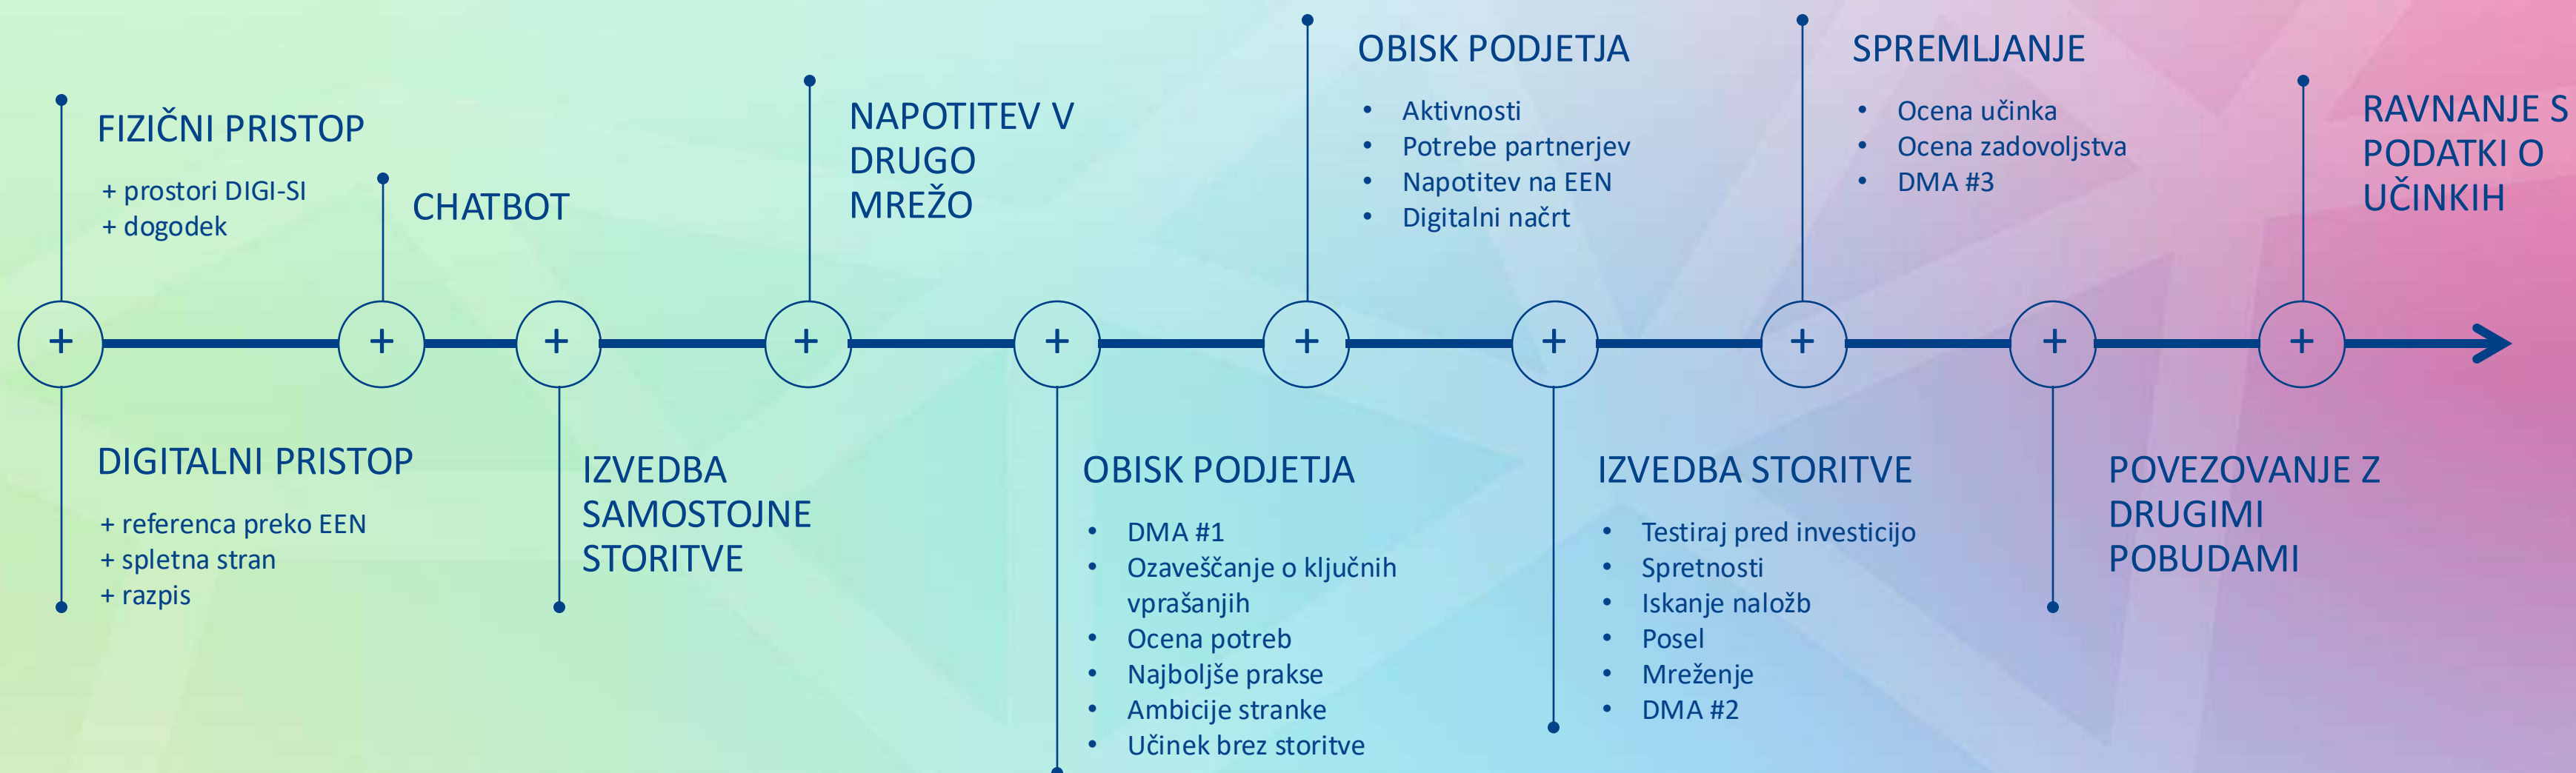 FIZIČNI PRISTOP
+ prostori DIGI-SI
+ dogodek
DIGITALNI PRISTOP
+ referenca preko EEN
+ spletna stran
+ razpis
CHATBOT
IZVEDBA
SAMOSTOJNE
STORITVE
NAPOTITEV V
DRUGO
MREŽO
OBISK PODJETJA
• DMA #1
• Ozaveščanje o ključnih
vprašanjih
• Ocena potreb
• Najboljše prakse
• Ambicije stranke
• Učinek brez storitve
OBISK PODJETJA
• Aktivnosti
• Potrebe partnerjev
• Napotitev na EEN
• Digitalni načrt
IZVEDBA STORITVE
• Testiraj pred investicijo
• Spretnosti
• Iskanje naložb
• Posel
• Mreženje
• DMA #2
SPREMLJANJE
• Ocena učinka
• Ocena zadovoljstva
• DMA #3
POVEZOVANJE Z
DRUGIMI
POBUDAMI
RAVNANJE S
PODATKI O
UČINKIH